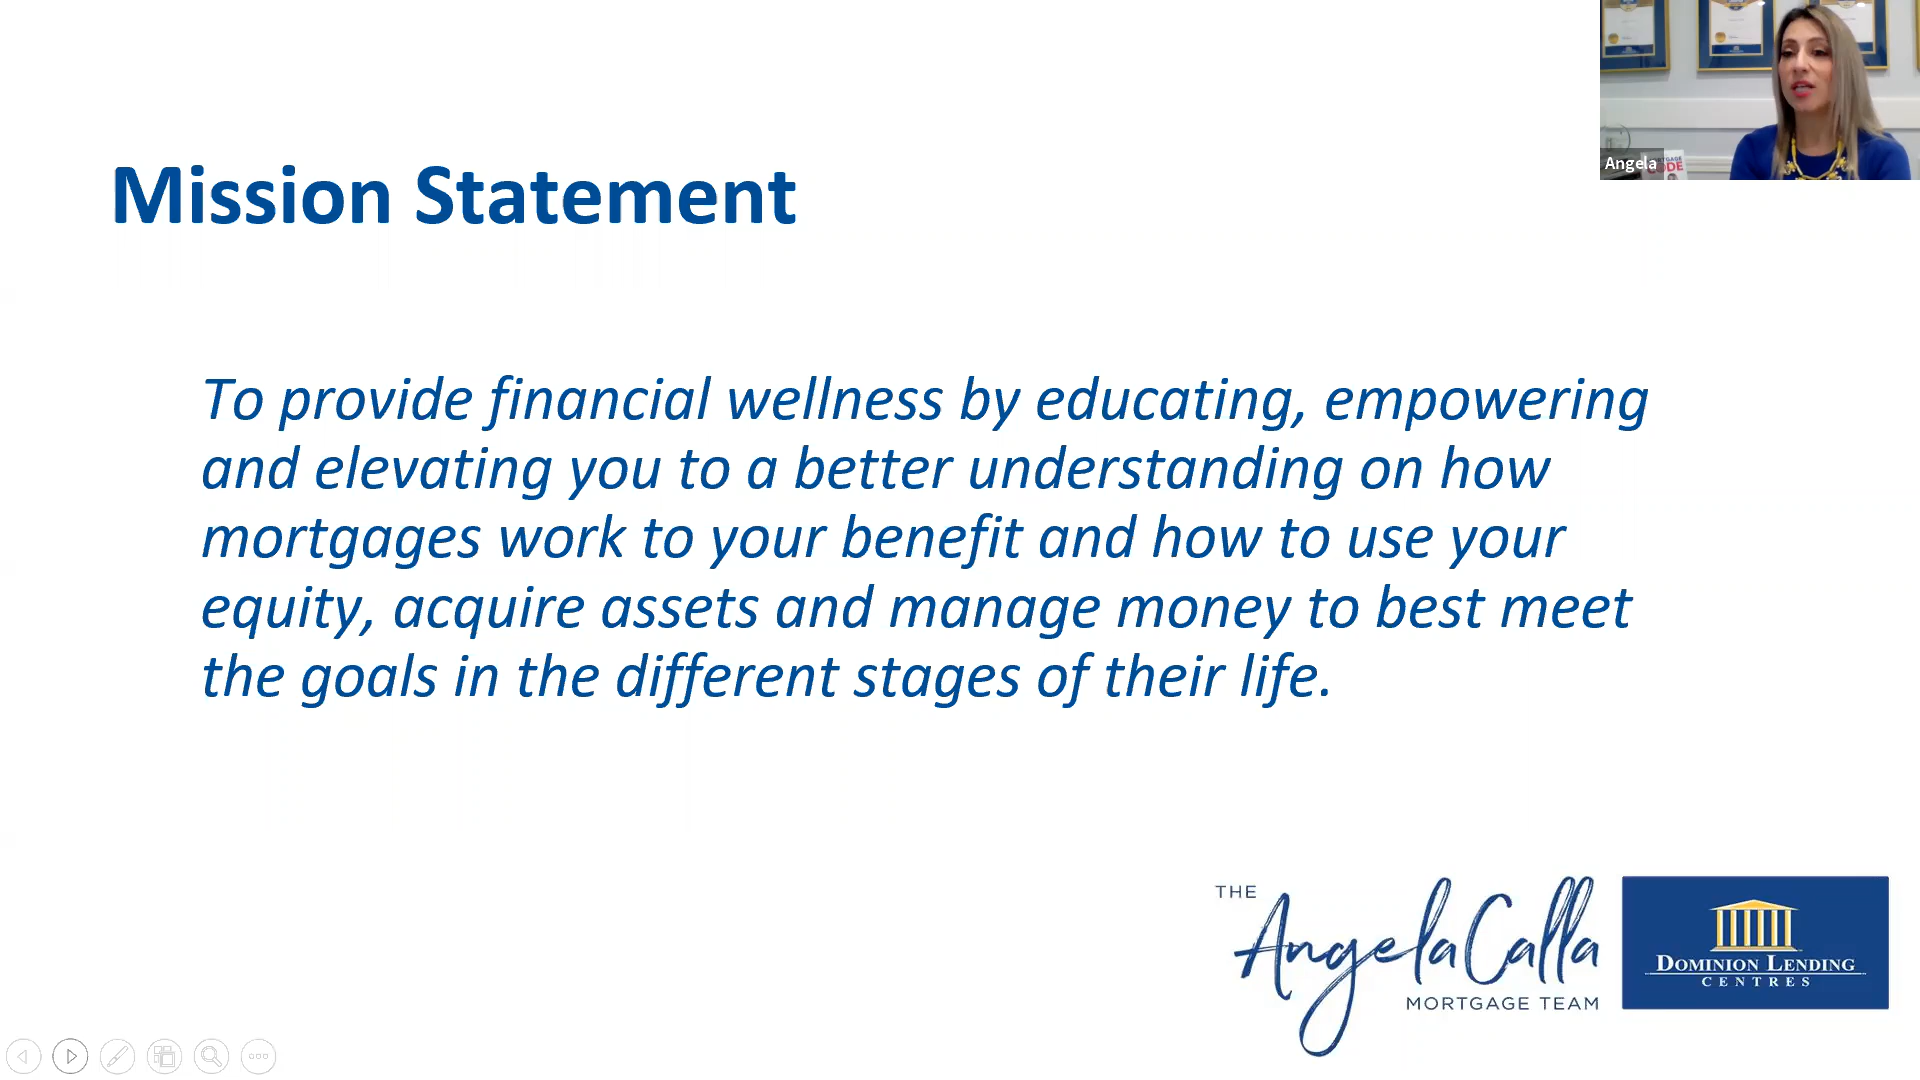 Mission Statement
To provide financial wellness by educating, empowering
and elevating you to a better understanding on how
mortgages work to your benefit and how to use your
equity, acquire assets and manage money to best meet
the goals in the different stages of their life.
THE
Angela Calla
MORTGAGE TEAM
DOMINION LENDING
CENTRES
Angela